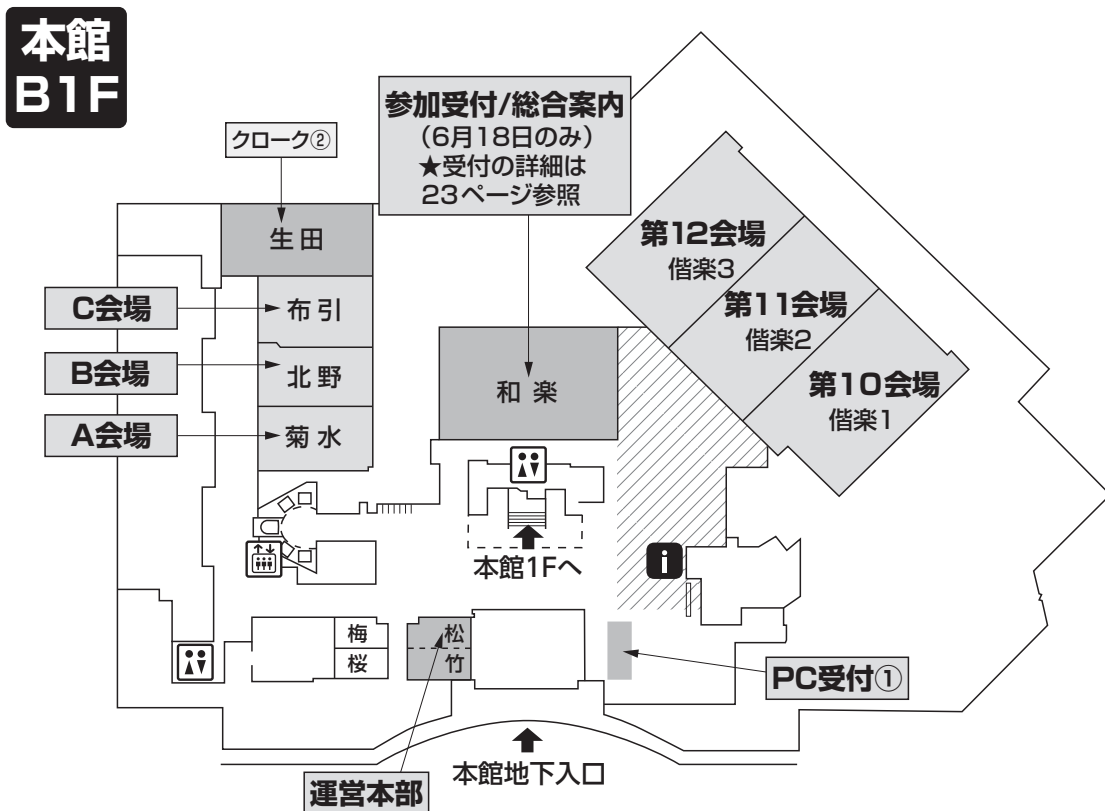 本館
B1F
クローク②
参加受付/総合案内
(6月18日のみ)
★受付の詳細は
23ページ参照
生田
C会場
布引
B会場
北野
A会場
菊水
和楽
第12会場
偕楽3
第11会場
偕楽2
第10会場
偕楽1
本館1Fへ
i
梅
桜
松
竹
PC受付①
運営本部
本館地下入口